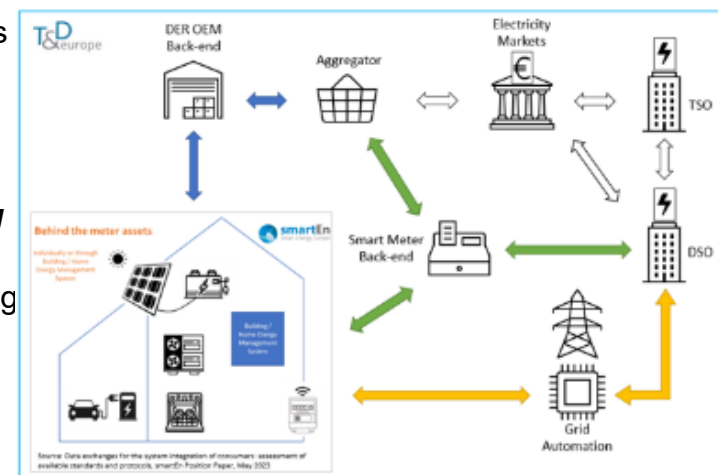 s
T&D
europe
DER OEM
Back-end
Aggregator
Electricity
Markets
€
TSO
DSO
Smart Meter
Back-end
Grid
Automation
Behind the meter assets
smartEn
Individually or through
Building / Home
Energy Management
System
Building /
Home Energy
Management
System
g
Source: Data exchanges for the system integration of consumers: assessment of
available standards and protocols, smartEn Position Paper, May 2023